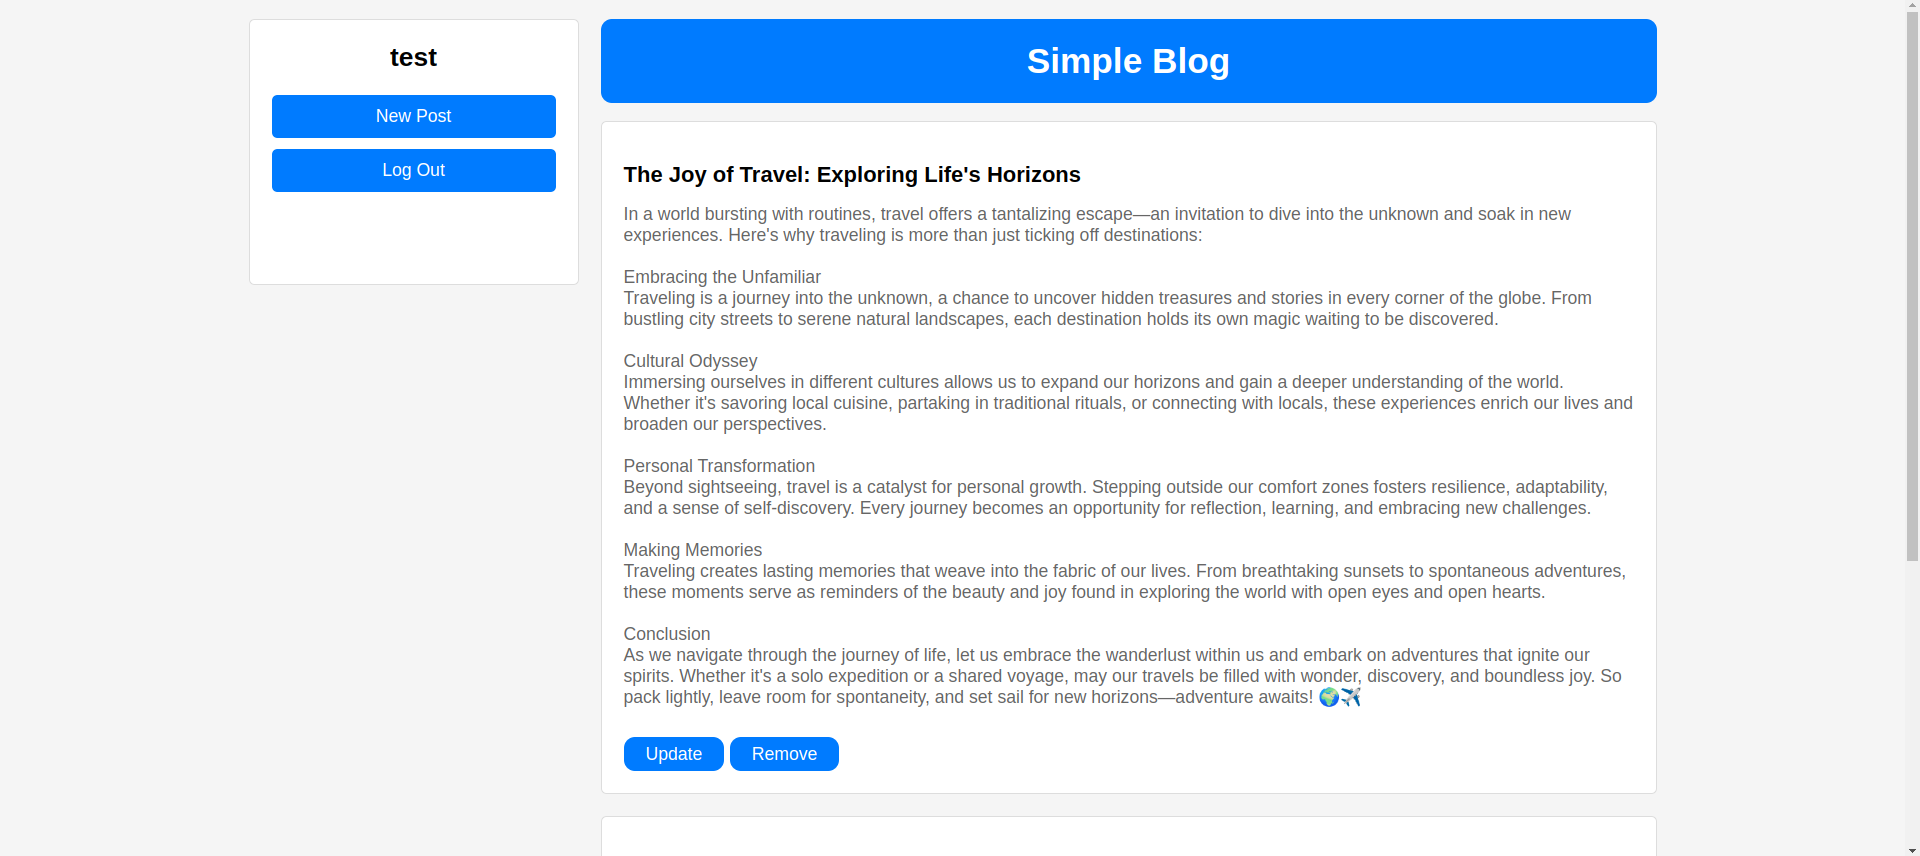 test
New Post
Log Out
Simple Blog
The Joy of Travel: Exploring Life's Horizons
In a world bursting with routines, travel offers a tantalizing escape—an invitation to dive into the unknown and soak in new
experiences. Here's why traveling is more than just ticking off destinations:
Embracing the Unfamiliar
Traveling is a journey into the unknown, a chance to uncover hidden treasures and stories in every corner of the globe. From
bustling city streets to serene natural landscapes, each destination holds its own magic waiting to be discovered.
Cultural Odyssey
Immersing ourselves in different cultures allows us to expand our horizons and gain a deeper understanding of the world.
Whether it's savoring local cuisine, partaking in traditional rituals, or connecting with locals, these experiences enrich our lives and
broaden our perspectives.
Personal Transformation
Beyond sightseeing, travel is a catalyst for personal growth. Stepping outside our comfort zones fosters resilience, adaptability,
and a sense of self-discovery. Every journey becomes an opportunity for reflection, learning, and embracing new challenges.
Making Memories
Traveling creates lasting memories that weave into the fabric of our lives. From breathtaking sunsets to spontaneous adventures,
these moments serve as reminders of the beauty and joy found in exploring the world with open eyes and open hearts.
Conclusion
As we navigate through the journey of life, let us embrace the wanderlust within us and embark on adventures that ignite our
spirits. Whether it's a solo expedition or a shared voyage, may our travels be filled with wonder, discovery, and boundless joy. So
pack lightly, leave room for spontaneity, and set sail for new horizons—adventure awaits! 🌍✈️
Update
Remove